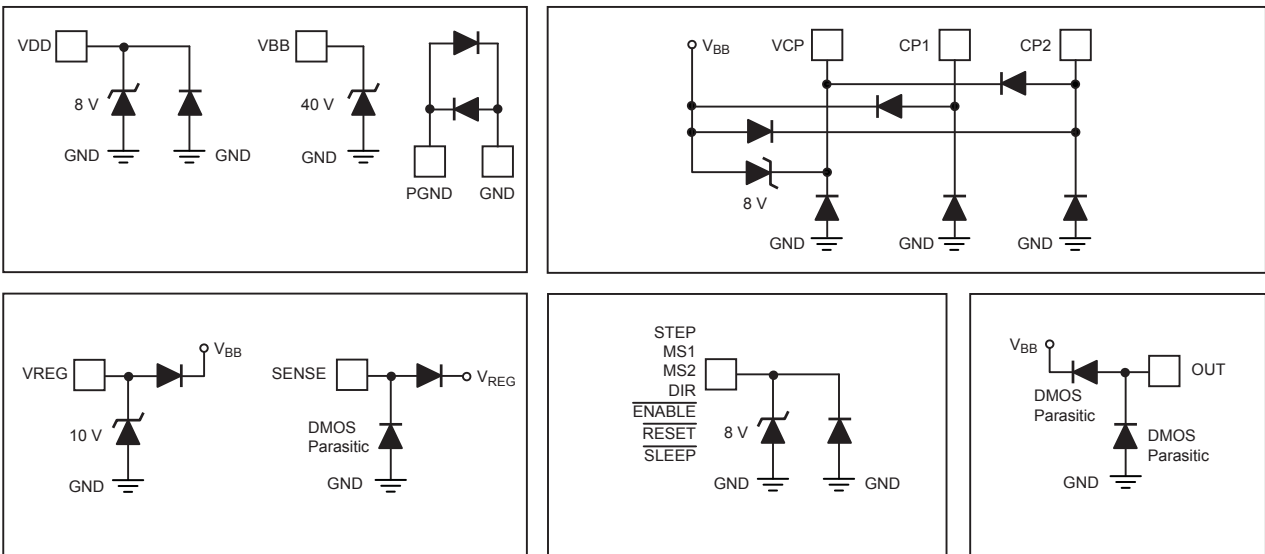 VDD
8 V
GND
GND
VBB
40 V
GND
PGND
GND
VBB
VCP
CP1
CP2
8 V
GND
GND
GND
VREG
VBB
10 V
GND
SENSE
VREG
DMOS
Parasitic
GND
STEP
MS1
MS2
DIR
ENABLE
RESET
SLEEP
8 V
GND
GND
VBB
OUT
DMOS
Parasitic
DMOS
Parasitic
GND